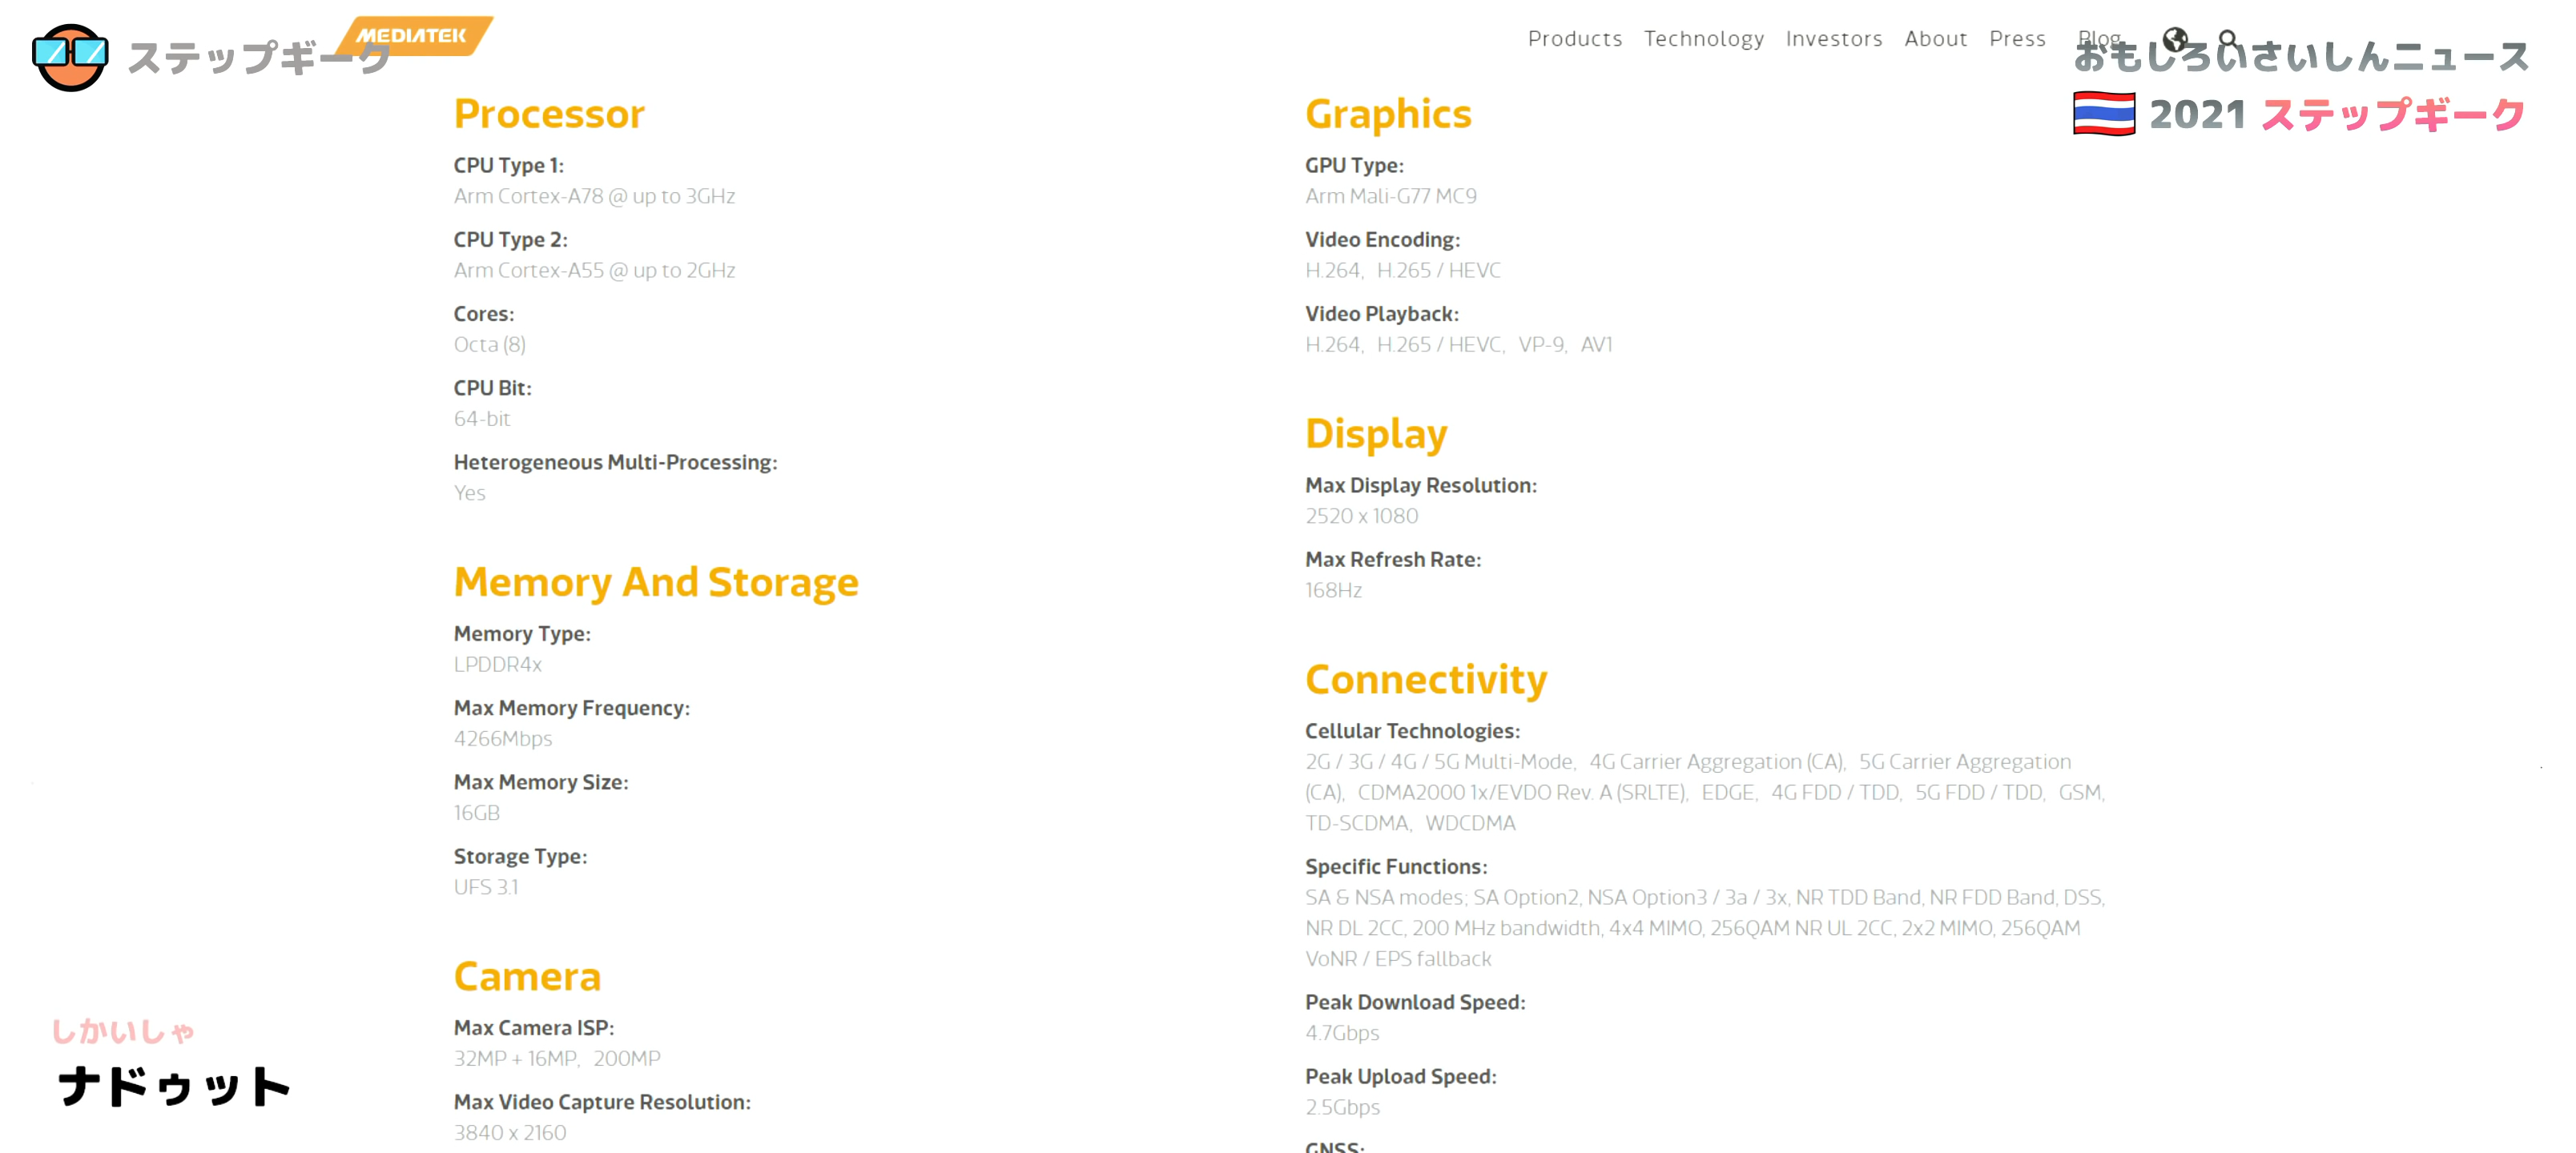 ステップギーク
MEDIATEK
Products Technology Investors About Press Blog
おもしろいさいしんニュース
2021 ステップギーク
Processor
CPU Type 1:
Arm Cortex-A78 @ up to 3GHz
CPU Type 2:
Arm Cortex-A55 @ up to 2GHz
Cores:
Octa (8)
CPU Bit:
64-bit
Heterogeneous Multi-Processing:
Yes
Memory And Storage
Memory Type:
LPDDR4x
Max Memory Frequency:
4266Mbps
Max Memory Size:
16GB
Storage Type:
UFS 3.1
Camera
Max Camera ISP:
32MP + 16MP, 200MP
Max Video Capture Resolution:
3840 x 2160
Graphics
GPU Type:
Arm Mali-G77 MC9
Video Encoding:
H.264, H.265 / HEVC
Video Playback:
H.264, H.265 / HEVC, VP-9, AV1
Display
Max Display Resolution:
2520 x 1080
Max Refresh Rate:
168Hz
Connectivity
Cellular Technologies:
2G / 3G / 4G / 5G Multi-Mode, 4G Carrier Aggregation (CA), 5G Carrier Aggregation
(CA), CDMA2000 1x/EVDO Rev. A (SRLTE), EDGE, 4G FDD / TDD, 5G FDD / TDD, GSM,
TD-SCDMA, WDCDMA
Specific Functions:
SA & NSA modes; SA Option2, NSA Option3 / 3a / 3x, NR TDD Band, NR FDD Band, DSS,
NR DL 2CC, 200 MHz bandwidth, 4x4 MIMO, 256QAM NR UL 2CC, 2x2 MIMO, 256QAM
VoNR / EPS fallback
Peak Download Speed:
4.7Gbps
Peak Upload Speed:
2.5Gbps
GNSS:
しかいしゃ
ナドゥット